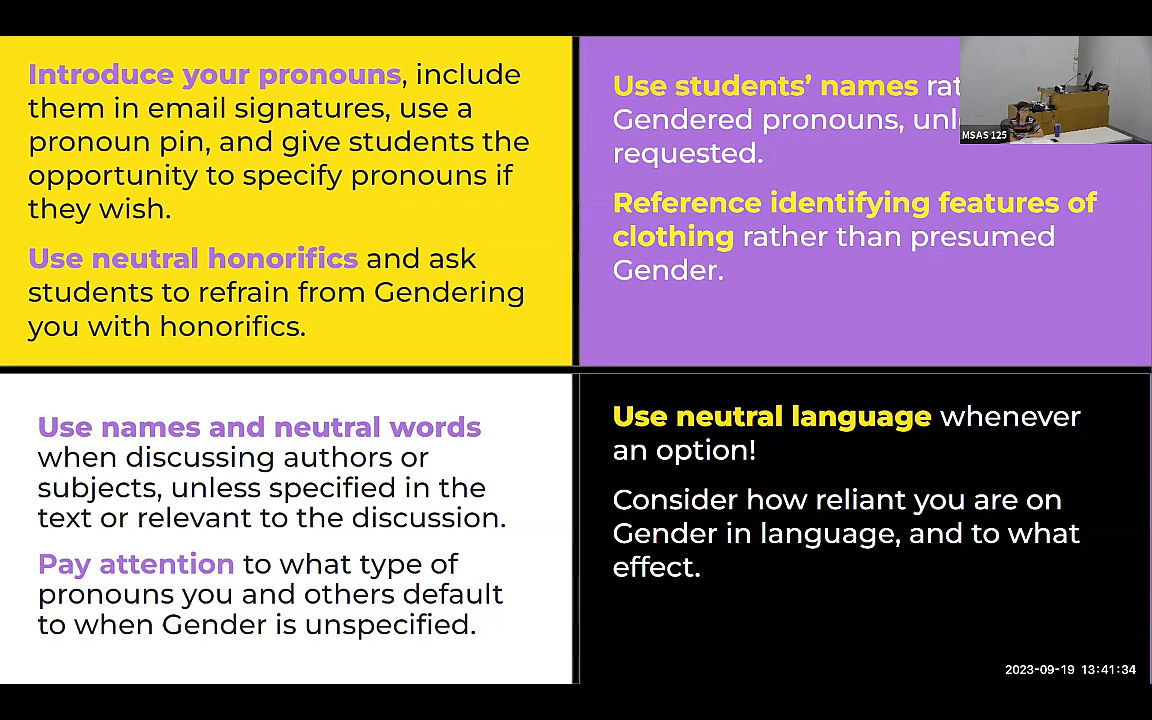 Introduce your pronouns, include
them in email signatures, use a
pronoun pin, and give students the
opportunity to specify pronouns if
they wish.
Use neutral honorifics and ask
students to refrain from Gendering
you with honorifics.
Use students’ names
Gendered pronouns,
requested.
Reference identifying features of
clothing rather than presumed
Gender.
MSAS 125
Use names and neutral words
when discussing authors or
subjects, unless specified in the
text or relevant to the discussion.
Pay attention to what type of
pronouns you and others default
to when Gender is unspecified.
Use neutral language whenever
an option!
Consider how reliant you are on
Gender in language, and to what
effect.
2023-09-19 13:41:34